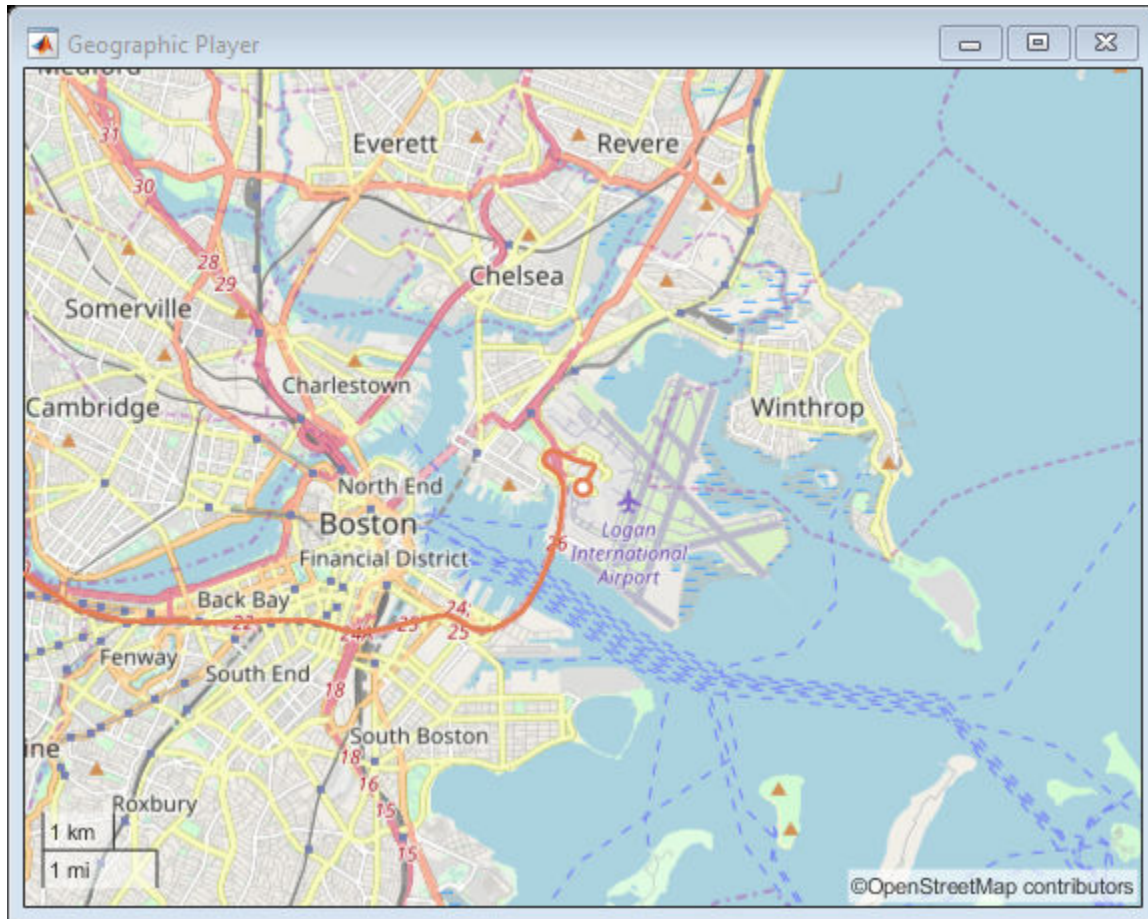 Geographic Player
Medford
31
Everett
Revere
30
28
29
Chelsea
Somerville
Charlestown
Cambridge
Winthrop
North End
Boston
Logan
International
Airport
26
Financial District
Back Bay
24;
25
22
24A
23
Fenway
South End
18
South Boston
ine
18
16
15
Roxbury
15
1 km
1 mi
©OpenStreetMap contributors